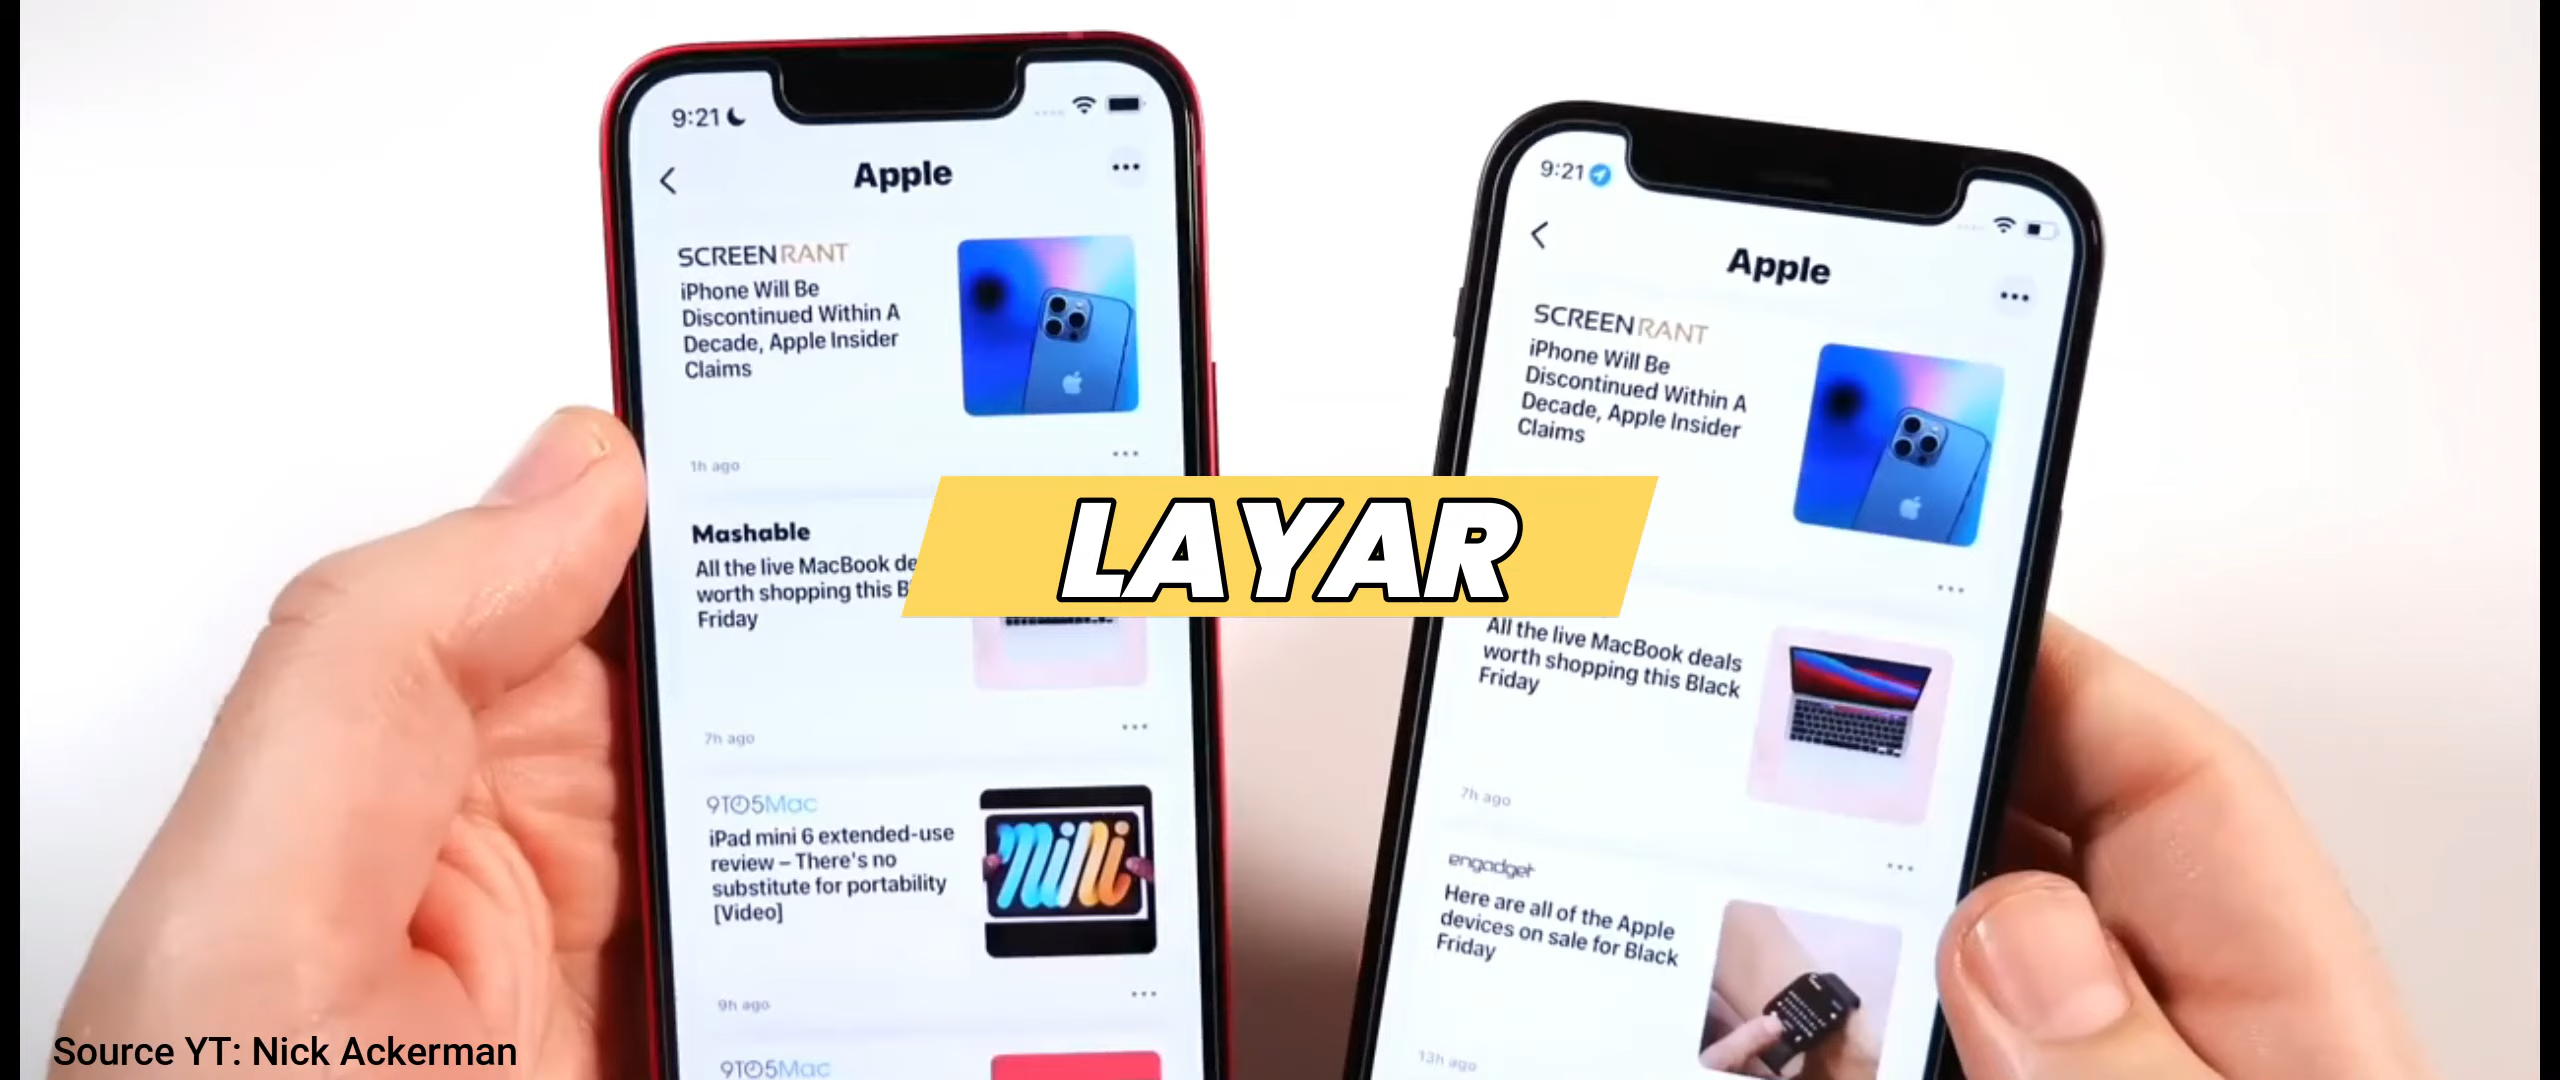 9:21
Apple
SCREENRANT
iPhone Will Be
Discontinued Within A
Decade, Apple Insider
Claims
1h ago
Mashable
All the live MacBook de
worth shopping this B
Friday
7h ago
9TO5Mac
iPad mini 6 extended-use
review – There's no
substitute for portability
[Video]
mini
9h ago
9TO5Mac
LAYAR
9:21
Apple
SCREENRANT
iPhone Will Be
Discontinued Within A
Decade, Apple Insider
Claims
All the live MacBook deals
worth shopping this Black
Friday
7h ago
engadget
Here are all of the Apple
devices on sale for Black
Friday
13h ago
Source YT: Nick Ackerman